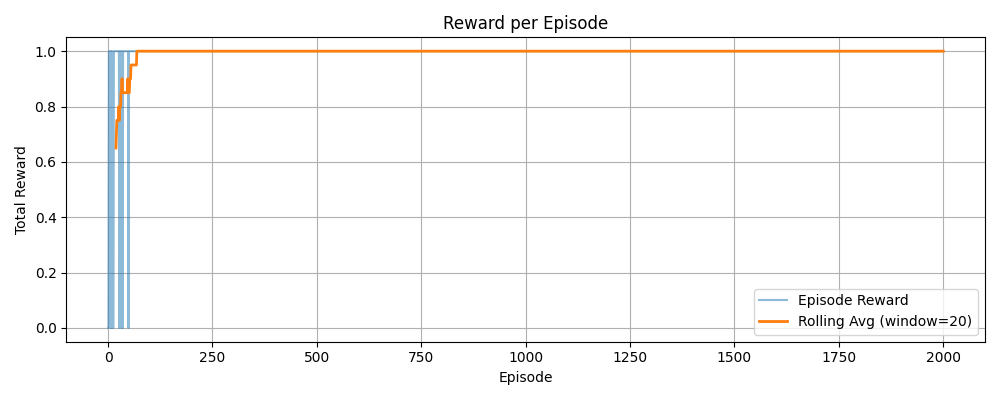 Reward per Episode
1.0
0.8
0.6
0.4
0.2
0.0
Total Reward
0 250 500 750 1000 1250 1500 1750 2000
Episode
Episode Reward
Rolling Avg (window=20)